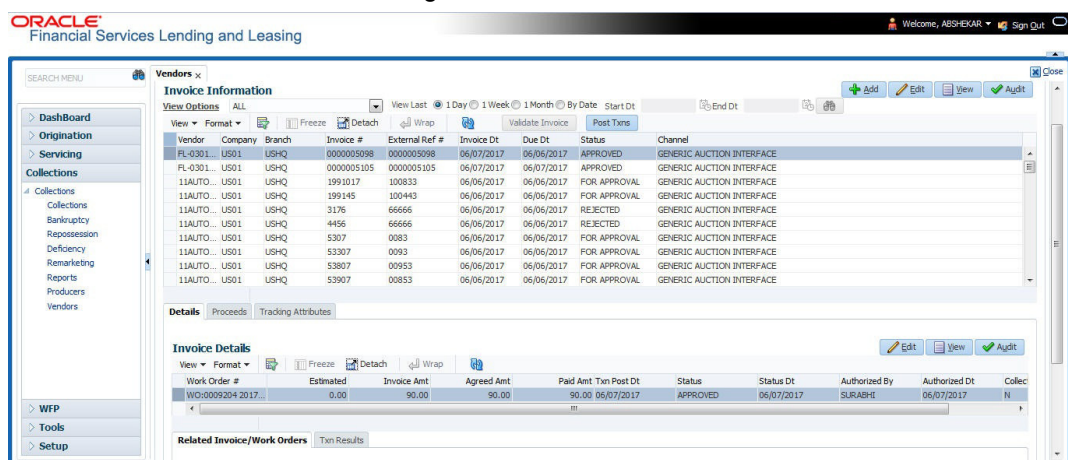 ORACLE
Financial Services Lending and Leasing
Welcome, ABSHEKAR Sign Out
SEARCH MENU
Vendors x
Close
Invoice Information
Add Edit View Audit
View Options ALL View Last 1 Day 1 Week 1 Month By Date Start Dt End Dt
View Format Freeze Detach Wrap Validate Invoice Post Txns
Vendor Company Branch Invoice # External Ref # Invoice Dt Due Dt Status Channel
FL-0301... US01 USHQ 0000005098 0000005098 06/07/2017 06/06/2017 APPROVED GENERIC AUCTION INTERFACE
FL-0301... US01 USHQ 0000005105 0000005105 06/07/2017 06/07/2017 APPROVED GENERIC AUCTION INTERFACE
11AUTO... US01 USHQ 1991017 100833 06/06/2017 06/06/2017 FOR APPROVAL GENERIC AUCTION INTERFACE
11AUTO... US01 USHQ 199145 100443 06/06/2017 06/06/2017 FOR APPROVAL GENERIC AUCTION INTERFACE
11AUTO... US01 USHQ 3176 66666 06/06/2017 06/06/2017 REJECTED GENERIC AUCTION INTERFACE
11AUTO... US01 USHQ 4456 66666 06/06/2017 06/06/2017 REJECTED GENERIC AUCTION INTERFACE
11AUTO... US01 USHQ 5307 0083 06/06/2017 06/06/2017 FOR APPROVAL GENERIC AUCTION INTERFACE
11AUTO... US01 USHQ 53307 0093 06/06/2017 06/06/2017 FOR APPROVAL GENERIC AUCTION INTERFACE
11AUTO... US01 USHQ 53807 00953 06/06/2017 06/06/2017 FOR APPROVAL GENERIC AUCTION INTERFACE
11AUTO... US01 USHQ 53907 00853 06/06/2017 06/06/2017 FOR APPROVAL GENERIC AUCTION INTERFACE
DashBoard
Origination
Servicing
Collections
Collections
Collections
Bankruptcy
Repossession
Deficiency
Remarketing
Reports
Producers
Vendors
WFP
Tools
Setup
Details Proceeds Tracking Attributes
Invoice Details
Edit View Audit
View Format Freeze Detach Wrap
Work Order # Estimated Invoice Amt Agreed Amt Paid Amt Txn Post Dt Status Status Dt Authorized By Authorized Dt Collec
WO:0009204 2017... 0.00 90.00 90.00 90.00 06/07/2017 APPROVED 06/07/2017 SURABHI 06/07/2017 N
Related Invoice/Work Orders Txn Results